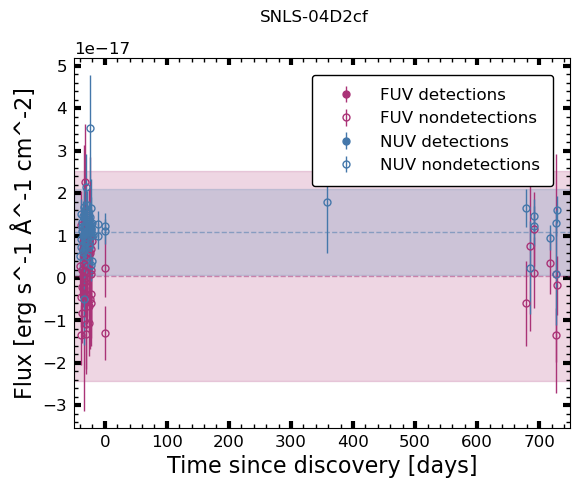 SNLS-04D2cf
1e−17
Flux [erg s^-1 Å^-1 cm^-2]
5
4
3
2
1
0
−1
−2
−3
FUV detections
FUV nondetections
NUV detections
NUV nondetections
0 100 200 300 400 500 600 700
Time since discovery [days]